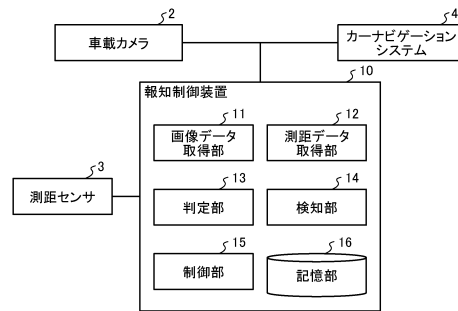 2
車載カメラ
4
カーナビゲーション
システム
10
報知制御装置
11
画像データ
取得部
12
測距データ
取得部
3
測距センサ
13
判定部
14
検知部
15
制御部
16
記憶部